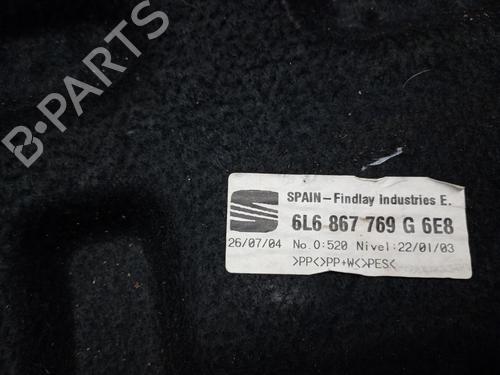 B-PARTS
SPAIN-Findlay Industries E.
6L6 867 769 G 6E8
26/07/04 No.O:520 Nivel:22/01/03
>PP<>PP+W<>PES<